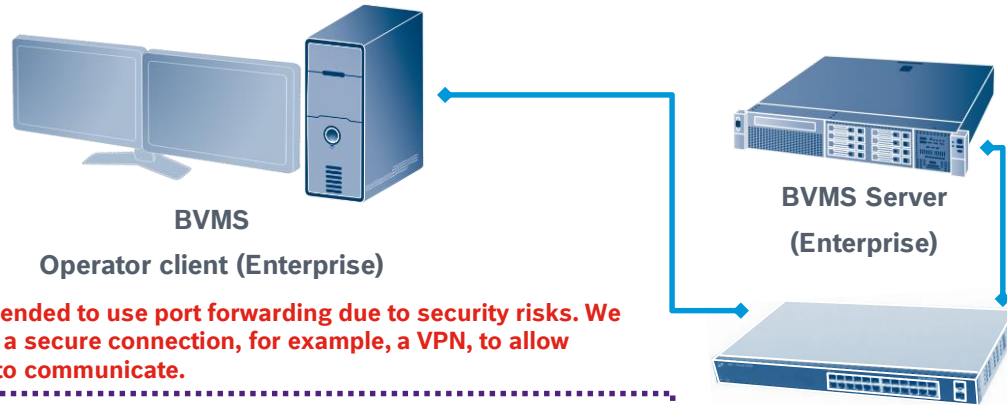 BVMS
Operator client (Enterprise)
BVMS Server
(Enterprise)
ended to use port forwarding due to security risks. We
a secure connection, for example, a VPN, to allow
to communicate.